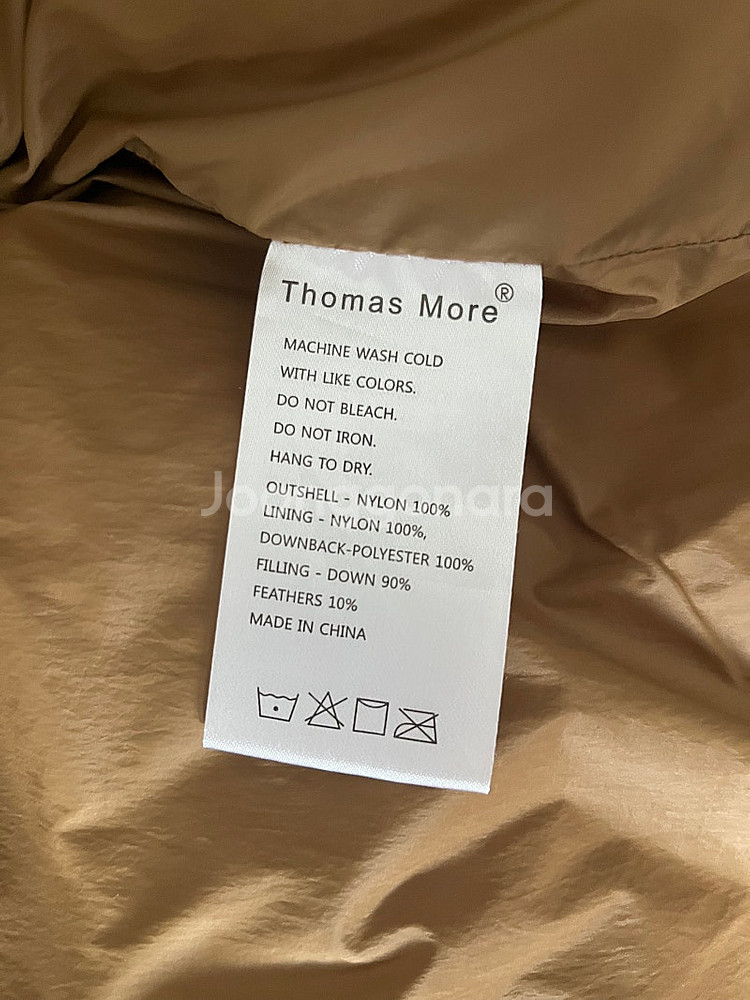 Thomas More®
MACHINE WASH COLD
WITH LIKE COLORS.
DO NOT BLEACH.
DO NOT IRON.
HANG TO DRY.
OUTSHELL - NYLON 100%
LINING - NYLON 100%,
DOWNBACK-POLYESTER 100%
FILLING - DOWN 90%
FEATHERS 10%
MADE IN CHINA